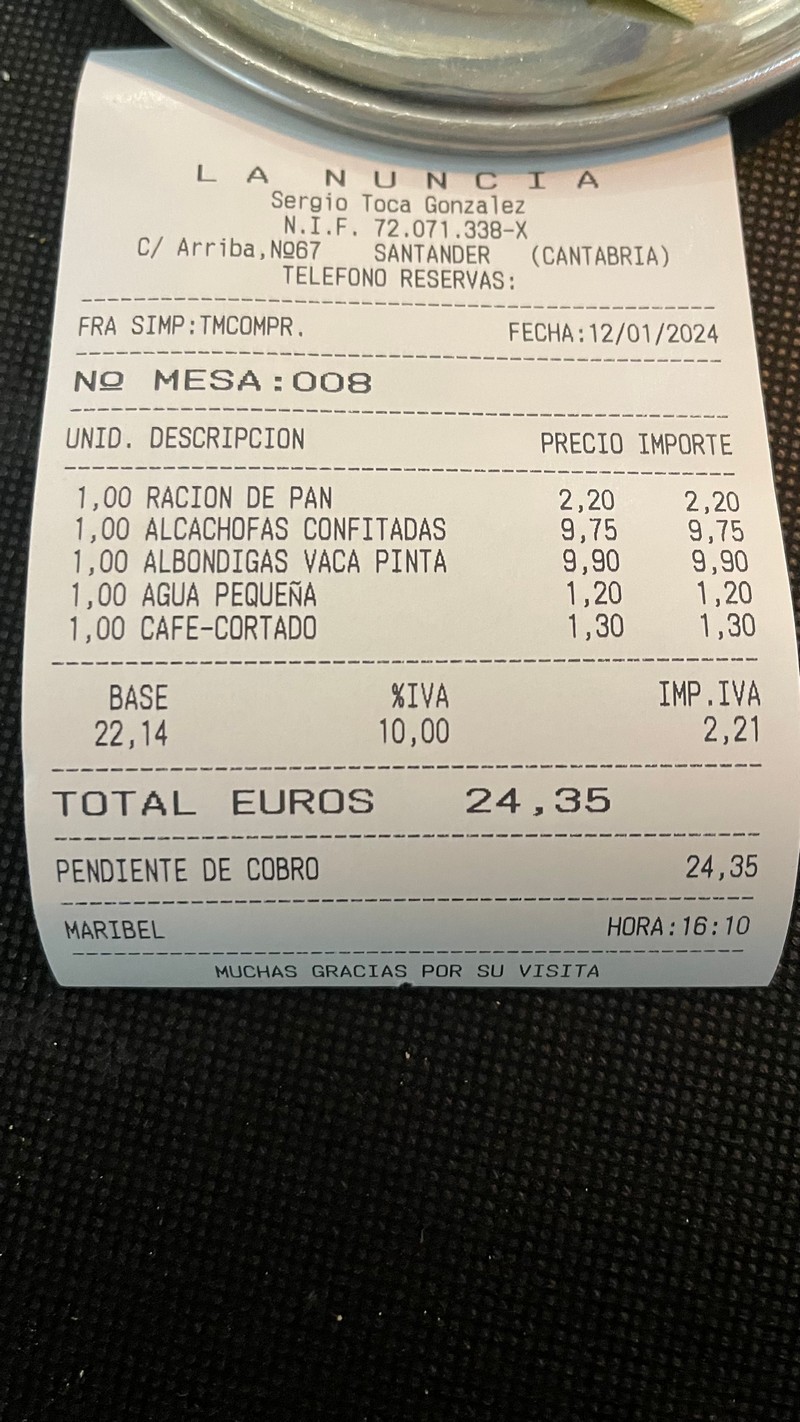 LA NUNCIA
Sergio Toca Gonzalez
N.I.F. 72.071.338-X
C/ Arriba,Nº67 SANTANDER (CANTABRIA)
TELEFONO RESERVAS:
FRA SIMP:TMCOMPR. FECHA:12/01/2024
Nº MESA:008
UNID. DESCRIPCION PRECIO IMPORTE
1,00 RACION DE PAN 2,20 2,20
1,00 ALCACHOFAS CONFITADAS 9,75 9,75
1,00 ALBONDIGAS VACA PINTA 9,90 9,90
1,00 AGUA PEQUEÑA 1,20 1,20
1,00 CAFE-CORTADO 1,30 1,30
BASE %IVA IMP.IVA
22,14 10,00 2,21
TOTAL EUROS 24,35
PENDIENTE DE COBRO 24,35
MARIBEL HORA:16:10
MUCHAS GRACIAS POR SU VISITA